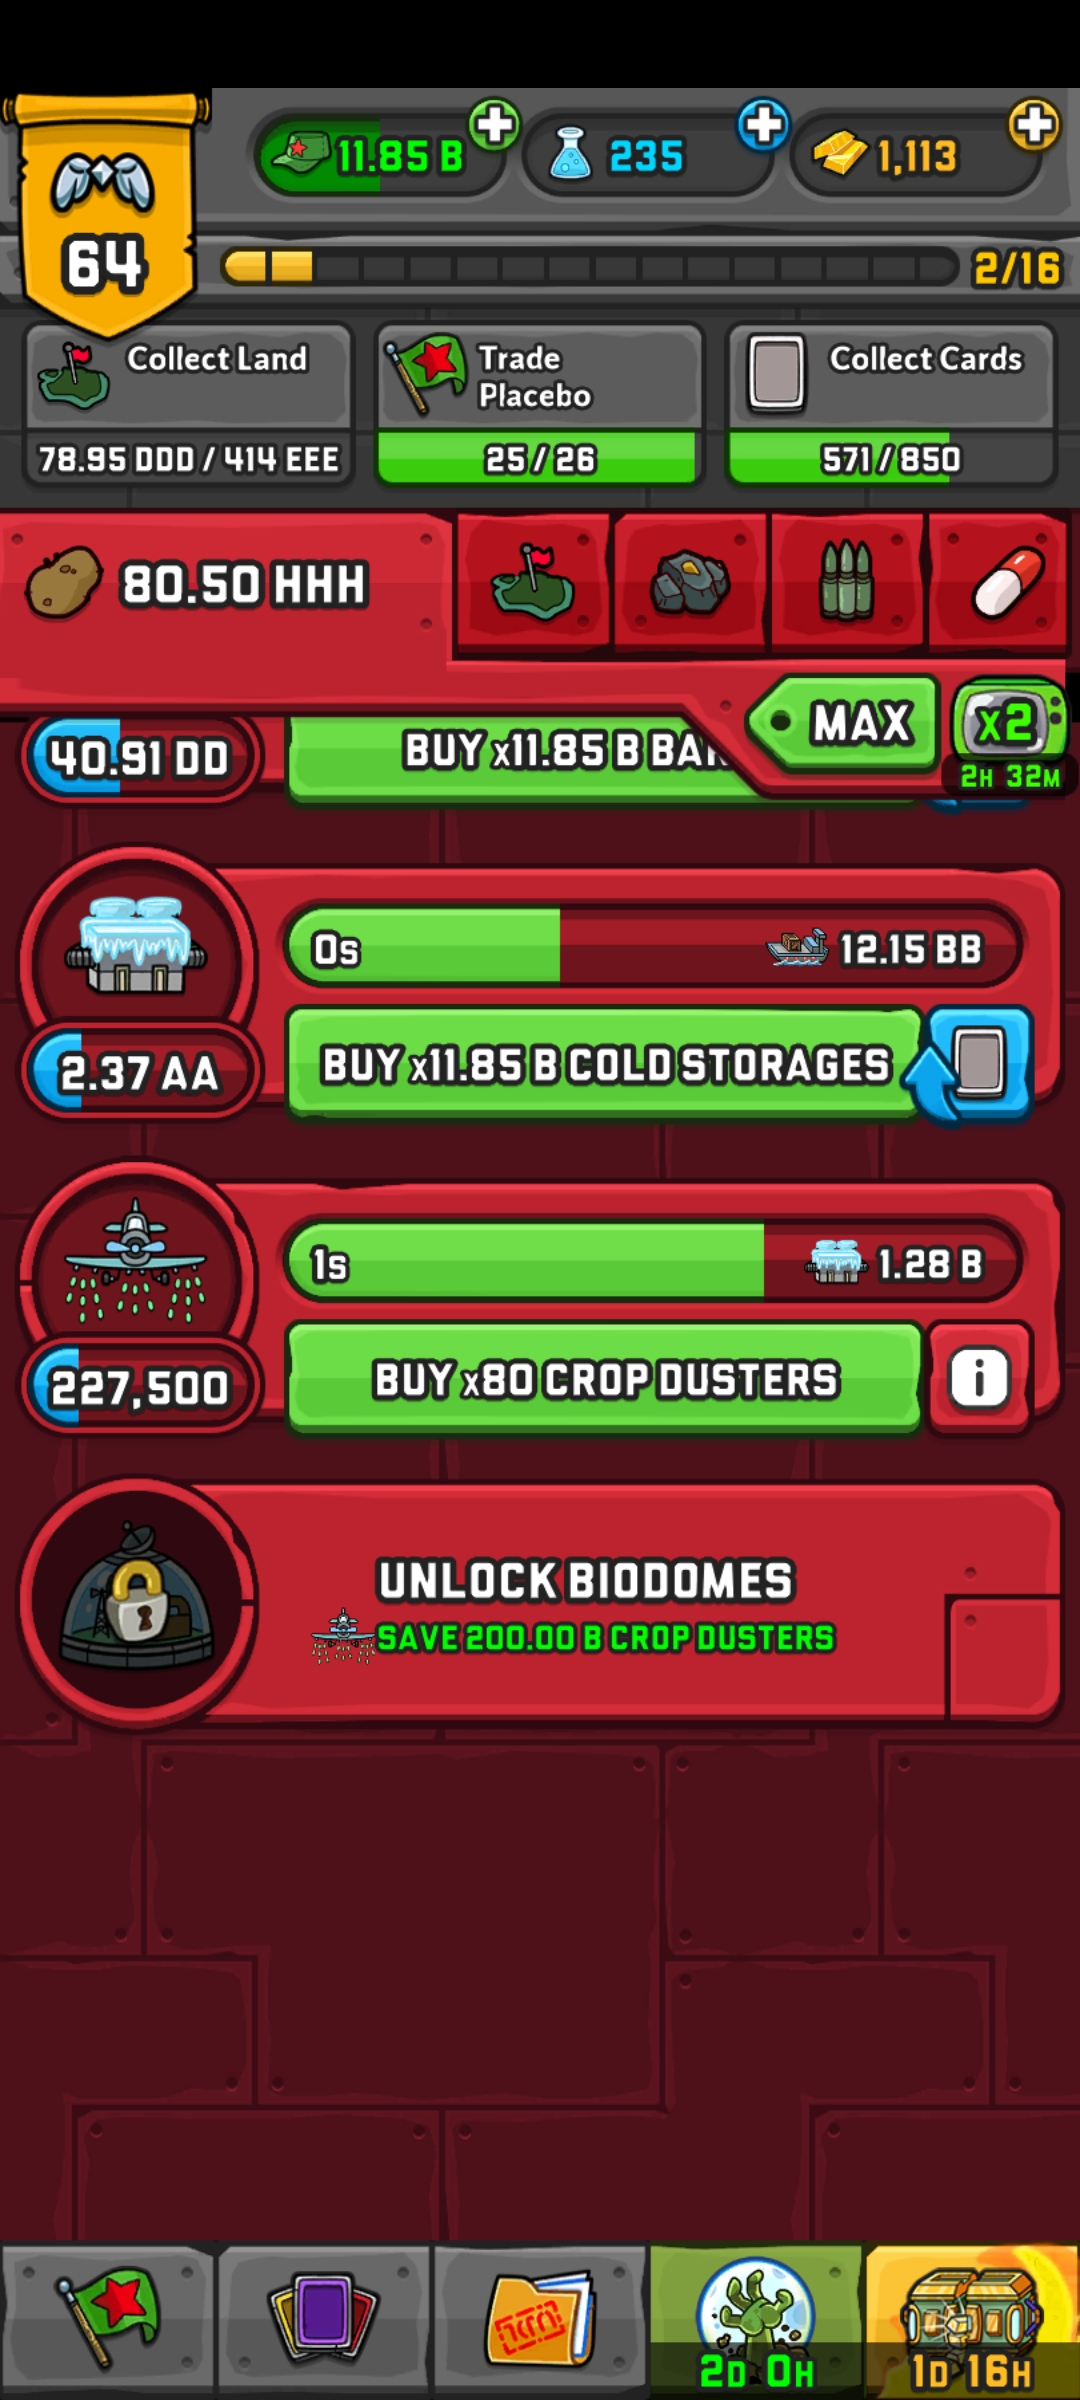 11.85 B
235
1,113
64
2/16
Collect Land
78.95 DDD / 414 EEE
Trade
Placebo
25 / 26
Collect Cards
571 / 850
80.50 HHH
MAX
x2
2H 32M
40.91 DD
BUY x11.85 B
0s
12.15 BB
2.37 AA
BUY x11.85 B COLD STORAGES
1s
1.28 B
227,500
BUY x80 CROP DUSTERS
i
UNLOCK BIODOMES
SAVE 200.00 B CROP DUSTERS
2D 0H
1D 16H